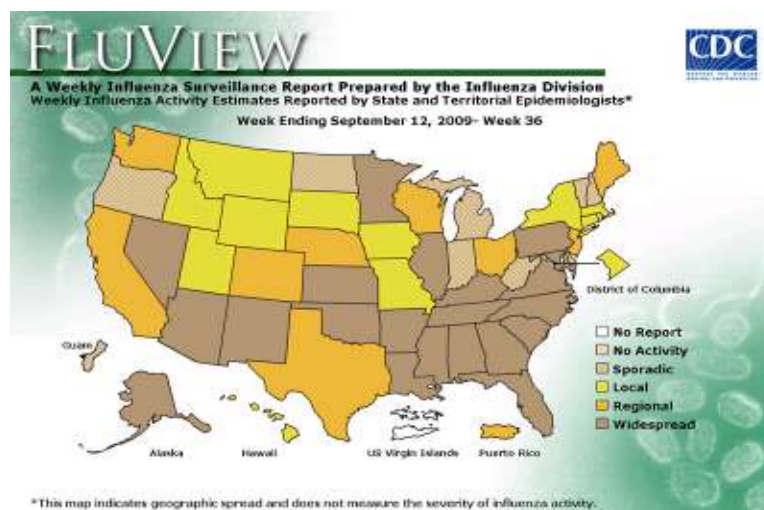 FLUVIEW
CDC
A Weekly Influenza Surveillance Report Prepared by the Influenza Division
Weekly Influenza Activity Estimates Reported by State and Territorial Epidemiologists*
Week Ending September 12, 2009- Week 36
District of Columbia
No Report
Guam
No Activity
Sporadic
Local
Regional
Widespread
Alaska
Hawaii
US Virgin Islands
Puerto Rico
*This map indicates geographic spread and does not measure the severity of influenza activity.